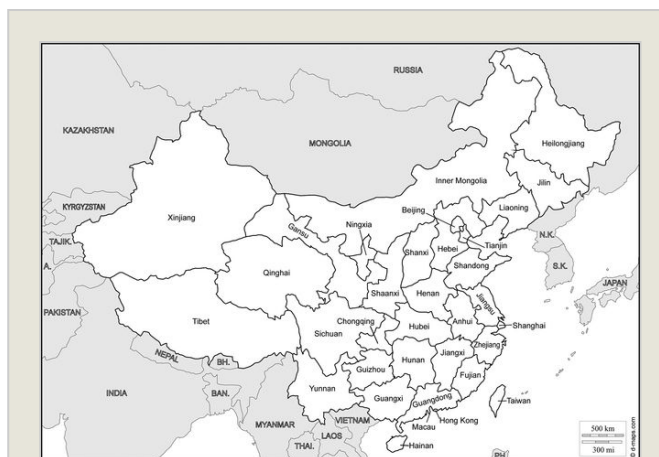 RUSSIA
KAZAKHSTAN
MONGOLIA
Heilongjiang
Inner Mongolia
Jilin
KYRGYZSTAN
Beijing
Liaoning
Xinjiang
Ningxia
Gansu
N.K.
TAJIK.
Shanxi
Hebei
Tianjin
A.
Shandong
S.K.
Qinghai
JAPAN
Shaanxi
Henan
Jiangsu
PAKISTAN
Tibet
Chongqing
Sichuan
Hubei
Anhui
Shanghai
Zhejiang
NEPAL
BH.
Hunan
Jiangxi
Guizhou
Fujian
Yunnan
INDIA
BAN.
Guangxi
Guangdong
Taiwan
MYANMAR
VIETNAM
Macau
Hong Kong
LAOS
THAI.
Hainan
PH
500 km
300 mi
© d-maps.com